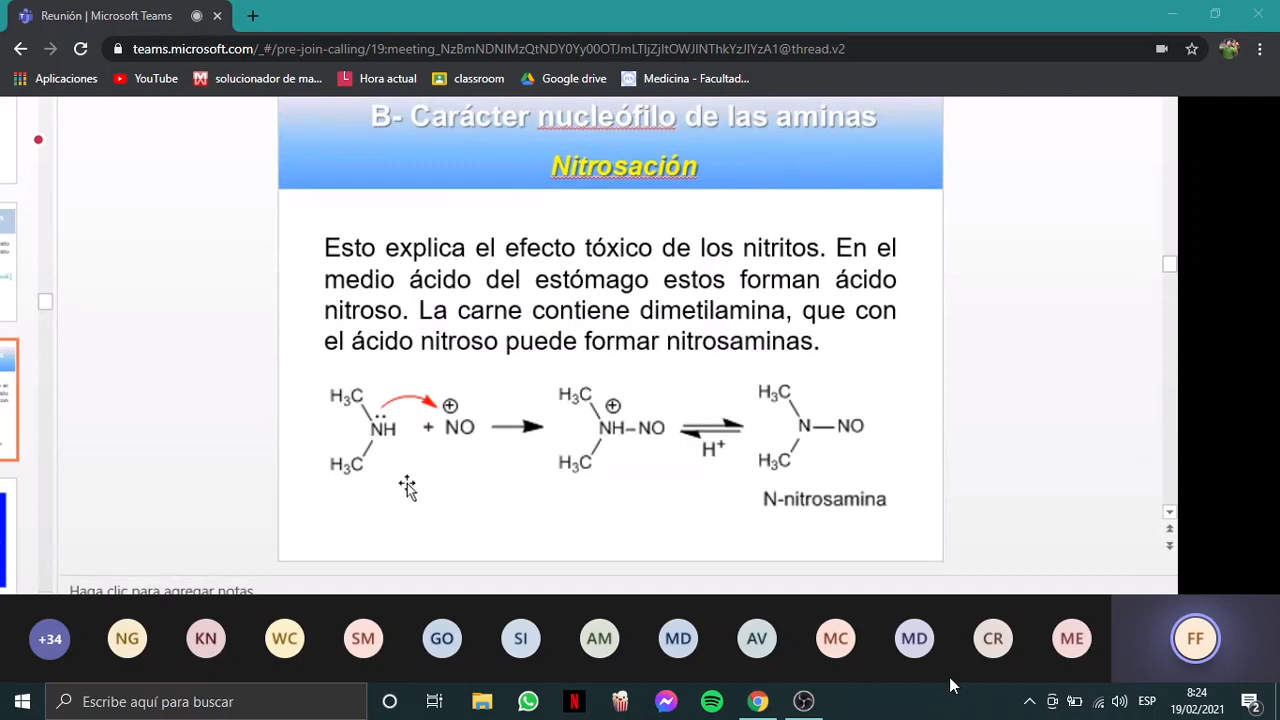 Reunión | Microsoft Teams
teams.microsoft.com/_#/pre-join-calling/19:meeting_NzBmNDNlMzQtNDY0Yy00OTJmLTljZjItOWJlNThkYzJlYzA1@thread.v2
Aplicaciones YouTube solucionador de ma... Hora actual classroom Google drive Medicina - Facultad...
B- Carácter nucleófilo de las aminas
Nitrosación
Esto explica el efecto tóxico de los nitritos. En el
medio ácido del estómago estos forman ácido
nitroso. La carne contiene dimetilamina, que con
el ácido nitroso puede formar nitrosaminas.
H₃C H₃C H₃C
NH + NO NH–NO N—NO
H⁺
H₃C H₃C H₃C
N-nitrosamina
Haga clic para agregar notas
+34 NG KN WC SM GO SI AM MD AV MC MD CR ME FF
Escribe aquí para buscar
ESP
8:24
19/02/2021
2